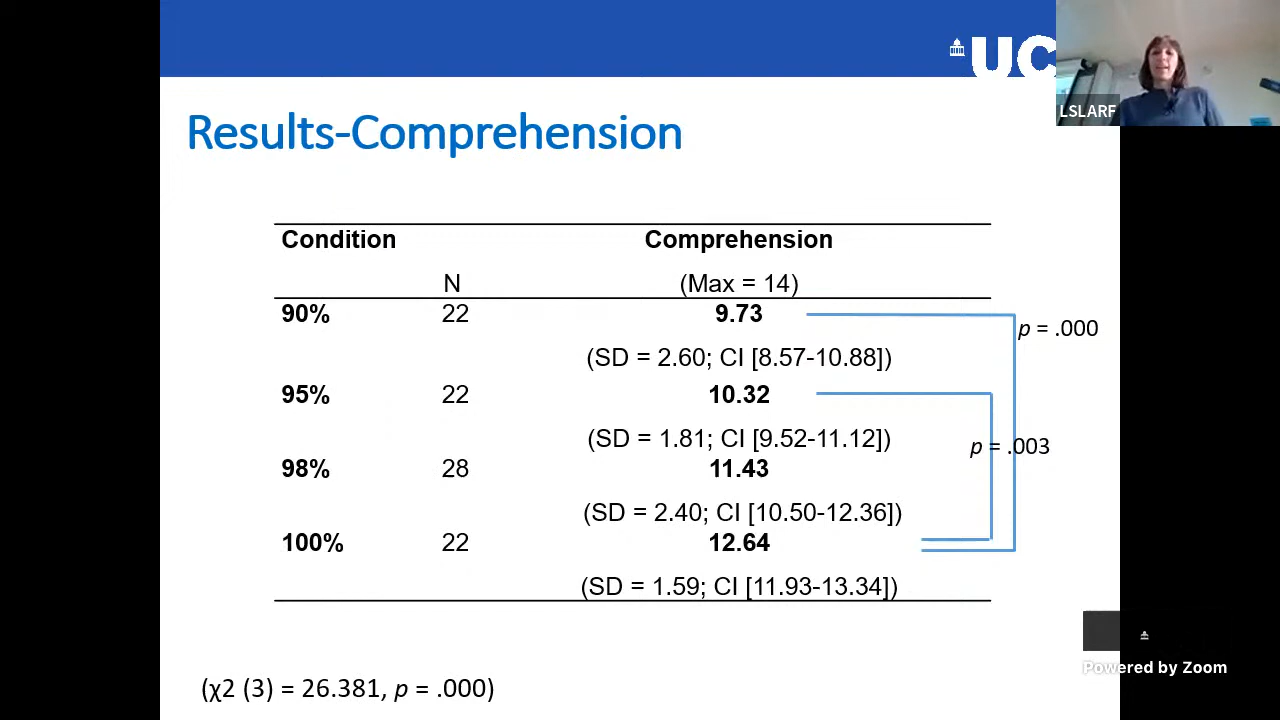 UC
LSLARF
Results-Comprehension
Condition Comprehension
N (Max = 14)
90% 22 9.73
p = .000
(SD = 2.60; CI [8.57-10.88])
95% 22 10.32
(SD = 1.81; CI [9.52-11.12])
p = .003
98% 28 11.43
(SD = 2.40; CI [10.50-12.36])
100% 22 12.64
(SD = 1.59; CI [11.93-13.34])
Powered by Zoom
(χ2 (3) = 26.381, p = .000)